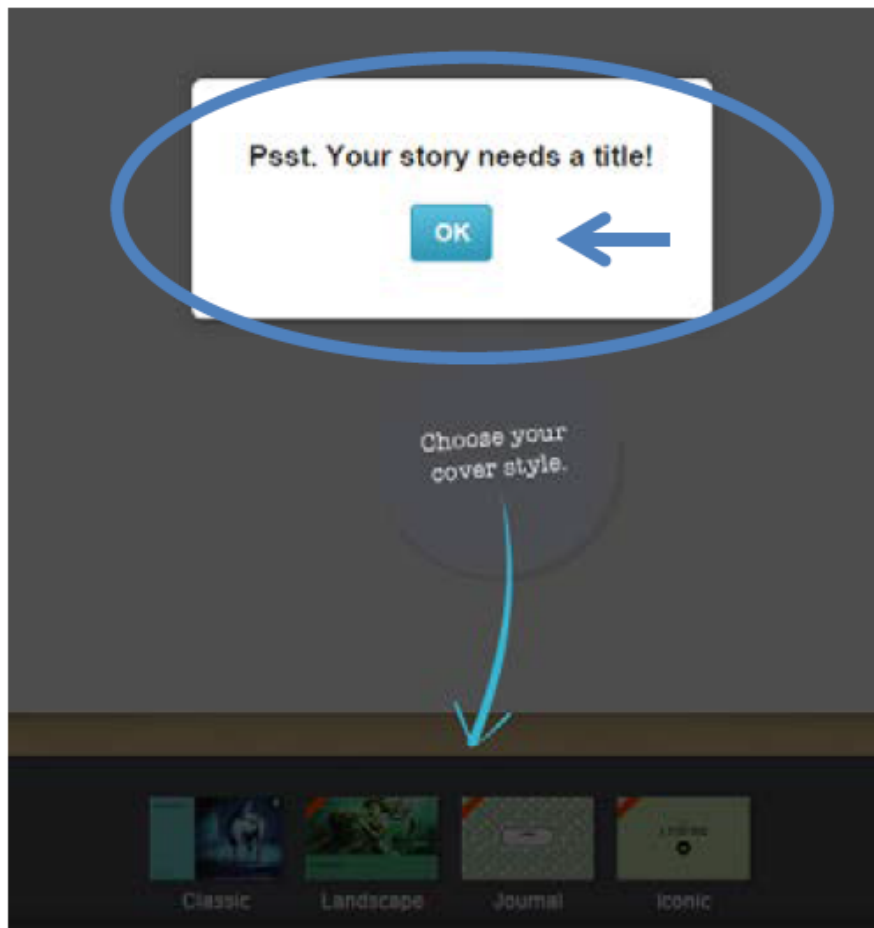 Psst. Your story needs a title!
OK
Choose your
cover style.
Classic
Landscape
Journal
Iconic